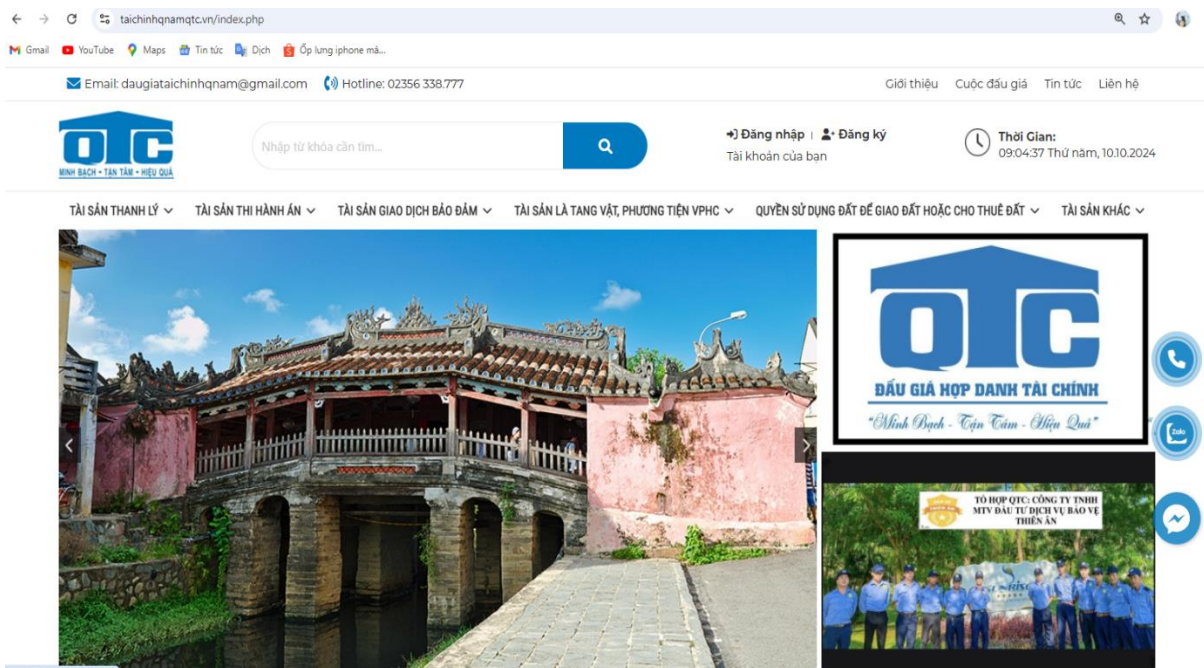 taichinhqnamqtc.vn/index.php
Gmail YouTube Maps Tin tức Dịch Ốp lưng iphone mà...
Email: daugiataichinhqnam@gmail.com Hotline: 02356 338.777 Giới thiệu Cuộc đấu giá Tin tức Liên hệ
QTC
MINH BẠCH - TẬN TÂM - HIỆU QUẢ
Nhập từ khóa cần tìm...
Đăng nhập | Đăng ký
Tài khoản của bạn
Thời Gian:
09:04:37 Thứ năm, 10.10.2024
TÀI SẢN THANH LÝ TÀI SẢN THI HÀNH ÁN TÀI SẢN GIAO DỊCH BẢO ĐẢM TÀI SẢN LÀ TANG VẬT, PHƯƠNG TIỆN VPHC QUYỀN SỬ DỤNG ĐẤT ĐỂ GIAO ĐẤT HOẶC CHO THUÊ ĐẤT TÀI SẢN KHÁC
QTC
ĐẤU GIÁ HỢP DANH TÀI CHÍNH
"Minh Bạch - Tận Tâm - Hiệu Quả"
Zalo
TỔ HỢP QTC: CÔNG TY TNHH
MTV ĐẦU TƯ DỊCH VỤ BẢO VỆ
THIÊN ÂN